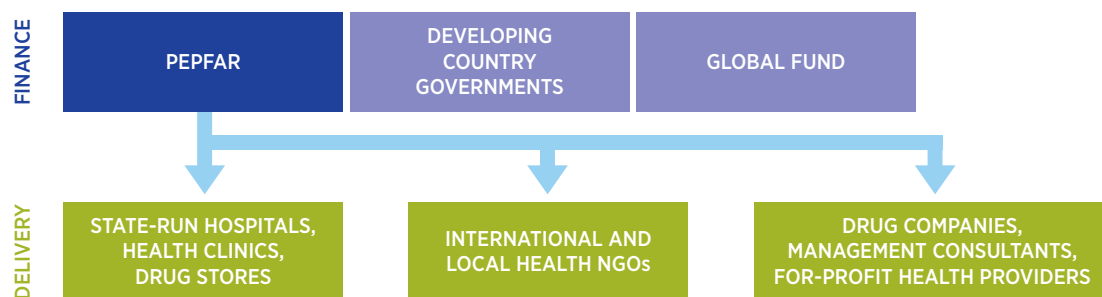 FINANCE
PEPFAR
DEVELOPING
COUNTRY
GOVERNMENTS
GLOBAL FUND
DELIVERY
STATE-RUN HOSPITALS,
HEALTH CLINICS,
DRUG STORES
INTERNATIONAL AND
LOCAL HEALTH NGOs
DRUG COMPANIES,
MANAGEMENT CONSULTANTS,
FOR-PROFIT HEALTH PROVIDERS